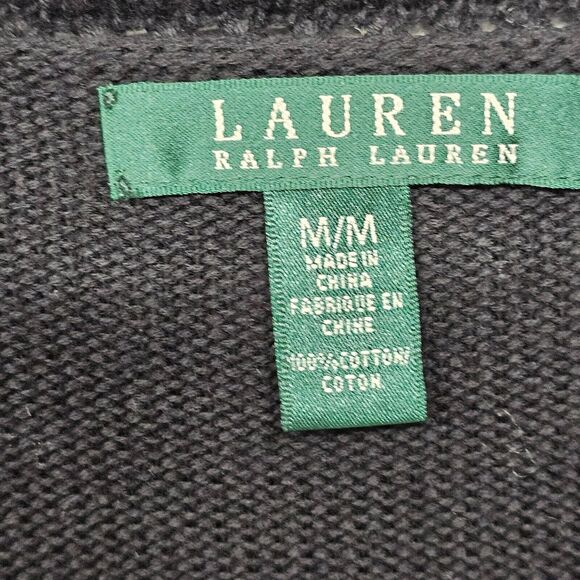 LAUREN
RALPH LAUREN
M/M
MADE IN
CHINA
FABRIQUE EN
CHINE
100% COTTON/
COTON